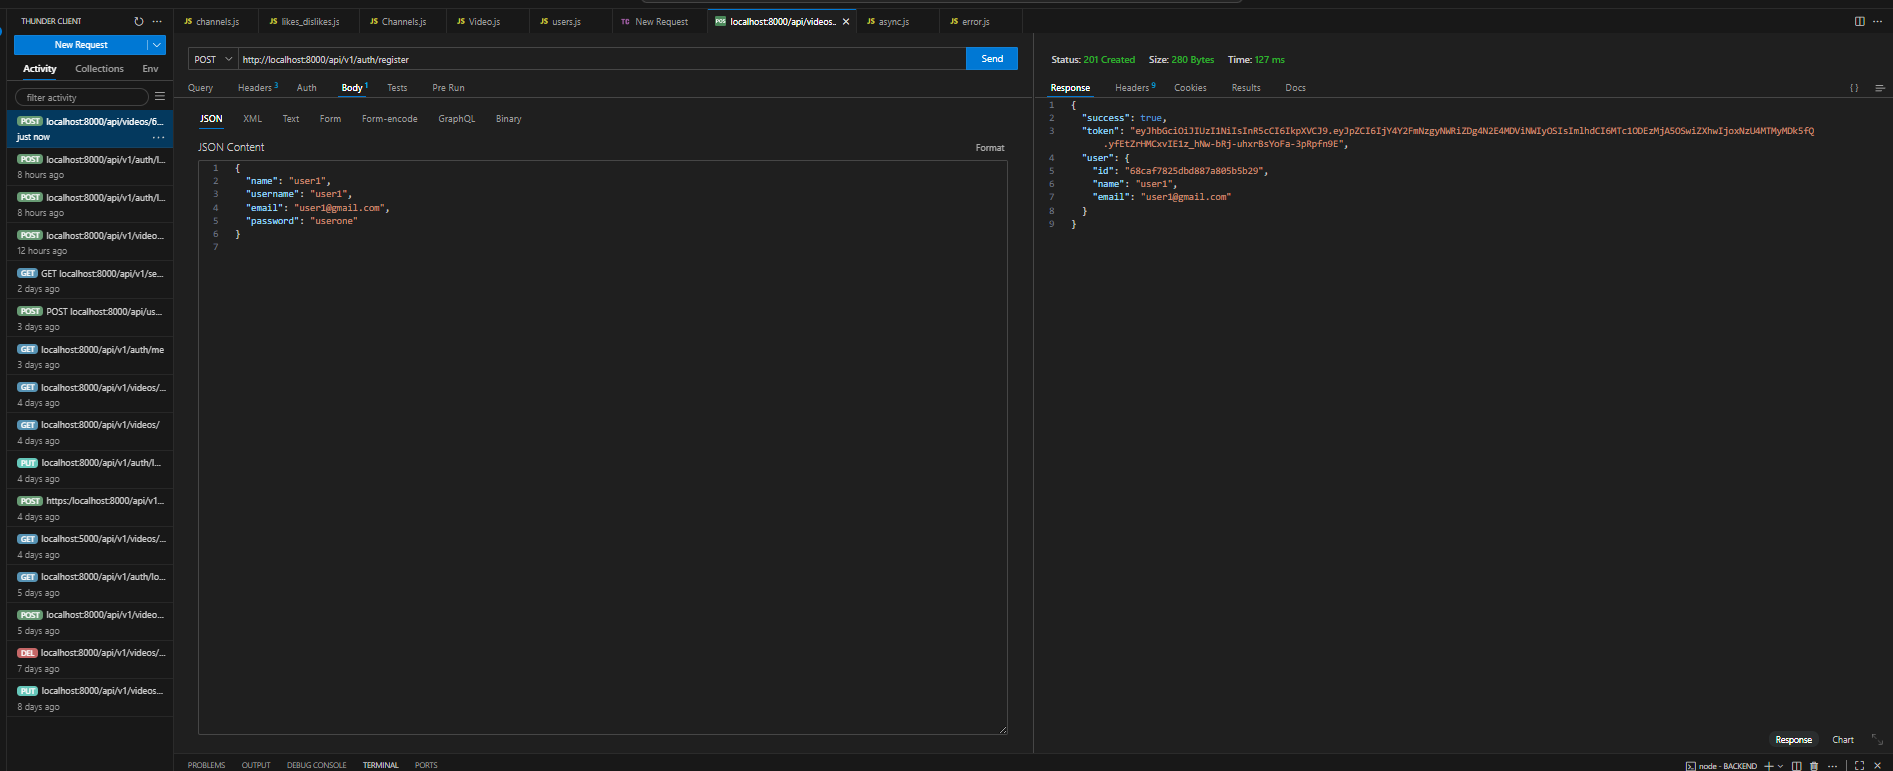 THUNDER CLIENT
New Request
Activity Collections Env
filter activity
POST localhost:8000/api/videos/6...
just now
POST localhost:8000/api/v1/auth/l...
8 hours ago
POST localhost:8000/api/v1/auth/l...
8 hours ago
POST localhost:8000/api/v1/video...
12 hours ago
GET GET localhost:8000/api/v1/se...
2 days ago
POST POST localhost:8000/api/us...
3 days ago
GET localhost:8000/api/v1/auth/me
3 days ago
GET localhost:8000/api/v1/videos/...
4 days ago
GET localhost:8000/api/v1/videos/
4 days ago
PUT localhost:8000/api/v1/auth/l...
4 days ago
POST https:/localhost:8000/api/v1...
4 days ago
GET localhost:5000/api/v1/videos/...
4 days ago
GET localhost:8000/api/v1/auth/lo...
5 days ago
POST localhost:8000/api/v1/video...
5 days ago
DEL localhost:8000/api/v1/videos/...
7 days ago
PUT localhost:8000/api/v1/videos...
8 days ago
JS channels.js JS likes_dislikes.js JS Channels.js JS Video.js JS users.js TC New Request POS localhost:8000/api/videos.. JS async.js JS error.js
POST http://localhost:8000/api/v1/auth/register Send
Query Headers 3 Auth Body 1 Tests Pre Run
JSON XML Text Form Form-encode GraphQL Binary
JSON Content Format
1 {
2 "name": "user1",
3 "username": "user1",
4 "email": "user1@gmail.com",
5 "password": "userone"
6 }
7
Status: 201 Created Size: 280 Bytes Time: 127 ms
Response Headers 9 Cookies Results Docs { }
1 {
2 "success": true,
3 "token": "eyJhbGciOiJIUzI1NiIsInR5cCI6IkpXVCJ9.eyJpZCI6IjY4Y2FmNzgyNWRiZDg4N2E4MDViNWIyOSIsImlhdCI6MTc1ODEzMjA5OSwiZXhwIjoxNzU4MTMyMDk5fQ
.yfEtZrHMCxvIE1z_hNw-bRj-uhxrBsYoFa-3pRpfn9E",
4 "user": {
5 "id": "68caf7825dbd887a805b5b29",
6 "name": "user1",
7 "email": "user1@gmail.com"
8 }
9 }
Response Chart
PROBLEMS OUTPUT DEBUG CONSOLE TERMINAL PORTS
node - BACKEND